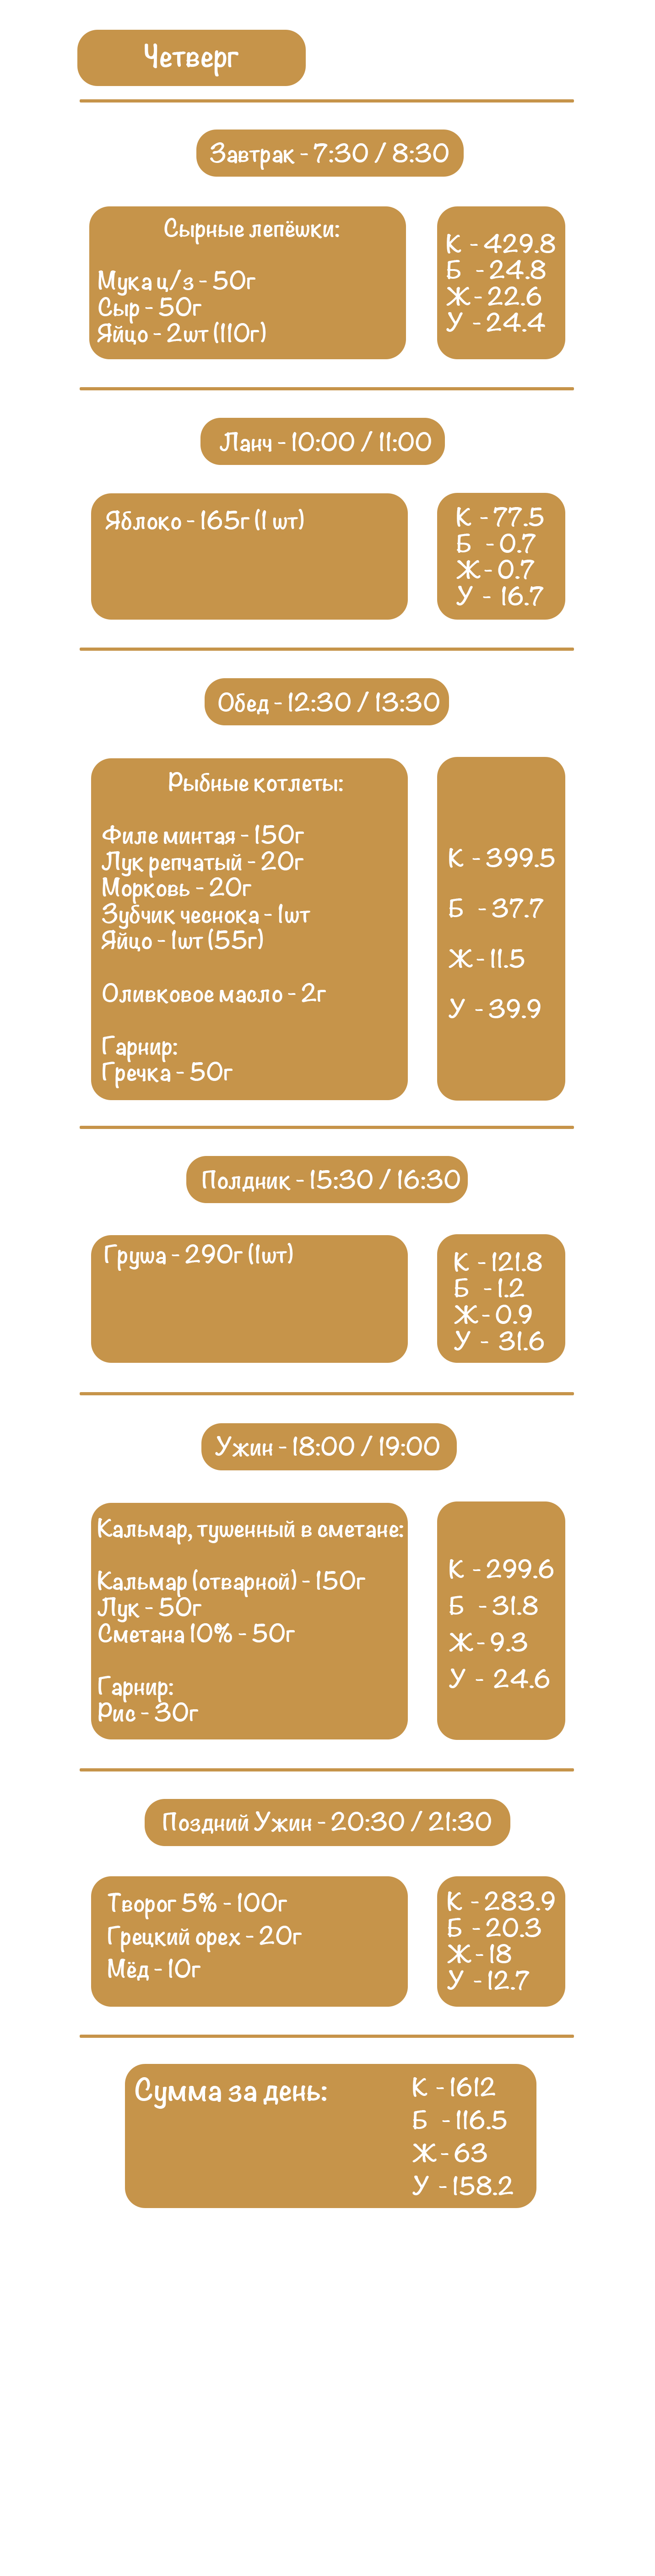 Четверг
Завтрак - 7:30 / 8:30
Сырные лепёшки:
Мука ц/з - 50г
Сыр - 50г
Яйцо - 2шт (110г)
К - 429.8
Б - 24.8
Ж - 22.6
У - 24.4
Ланч - 10:00 / 11:00
Яблоко - 165г (1 шт)
К - 77.5
Б - 0.7
Ж - 0.7
У - 16.7
Обед - 12:30 / 13:30
Рыбные котлеты:
Филе минтая - 150г
Лук репчатый - 20г
Морковь - 20г
Зубчик чеснока - 1шт
Яйцо - 1шт (55г)
Оливковое масло - 2г
Гарнир:
Гречка - 50г
К - 399.5
Б - 37.7
Ж - 11.5
У - 39.9
Полдник - 15:30 / 16:30
Груша - 290г (1шт)
К - 121.8
Б - 1.2
Ж - 0.9
У - 31.6
Ужин - 18:00 / 19:00
Кальмар, тушенный в сметане:
Кальмар (отварной) - 150г
Лук - 50г
Сметана 10% - 50г
Гарнир:
Рис - 30г
К - 299.6
Б - 31.8
Ж - 9.3
У - 24.6
Поздний Ужин - 20:30 / 21:30
Творог 5% - 100г
Грецкий орех - 20г
Мёд - 10г
К - 283.9
Б - 20.3
Ж - 18
У - 12.7
Сумма за день:
К - 1612
Б - 116.5
Ж - 63
У - 158.2